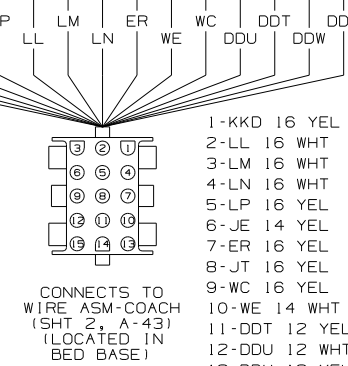 P LM ER WC DDT DD
LL LN WE DDU DDW
3 2 1
6 5 4
9 8 7
12 11 10
15 14 13
CONNECTS TO
WIRE ASM-COACH
(SHT 2, A-43)
(LOCATED IN
BED BASE)
1-KKD 16 YEL
2-LL 16 WHT
3-LM 16 WHT
4-LN 16 WHT
5-LP 16 YEL
6-JE 14 YEL
7-ER 16 YEL
8-JT 16 YEL
9-WC 16 YEL
10-WE 14 WHT
11-DDT 12 YEL
12-DDU 12 WHT